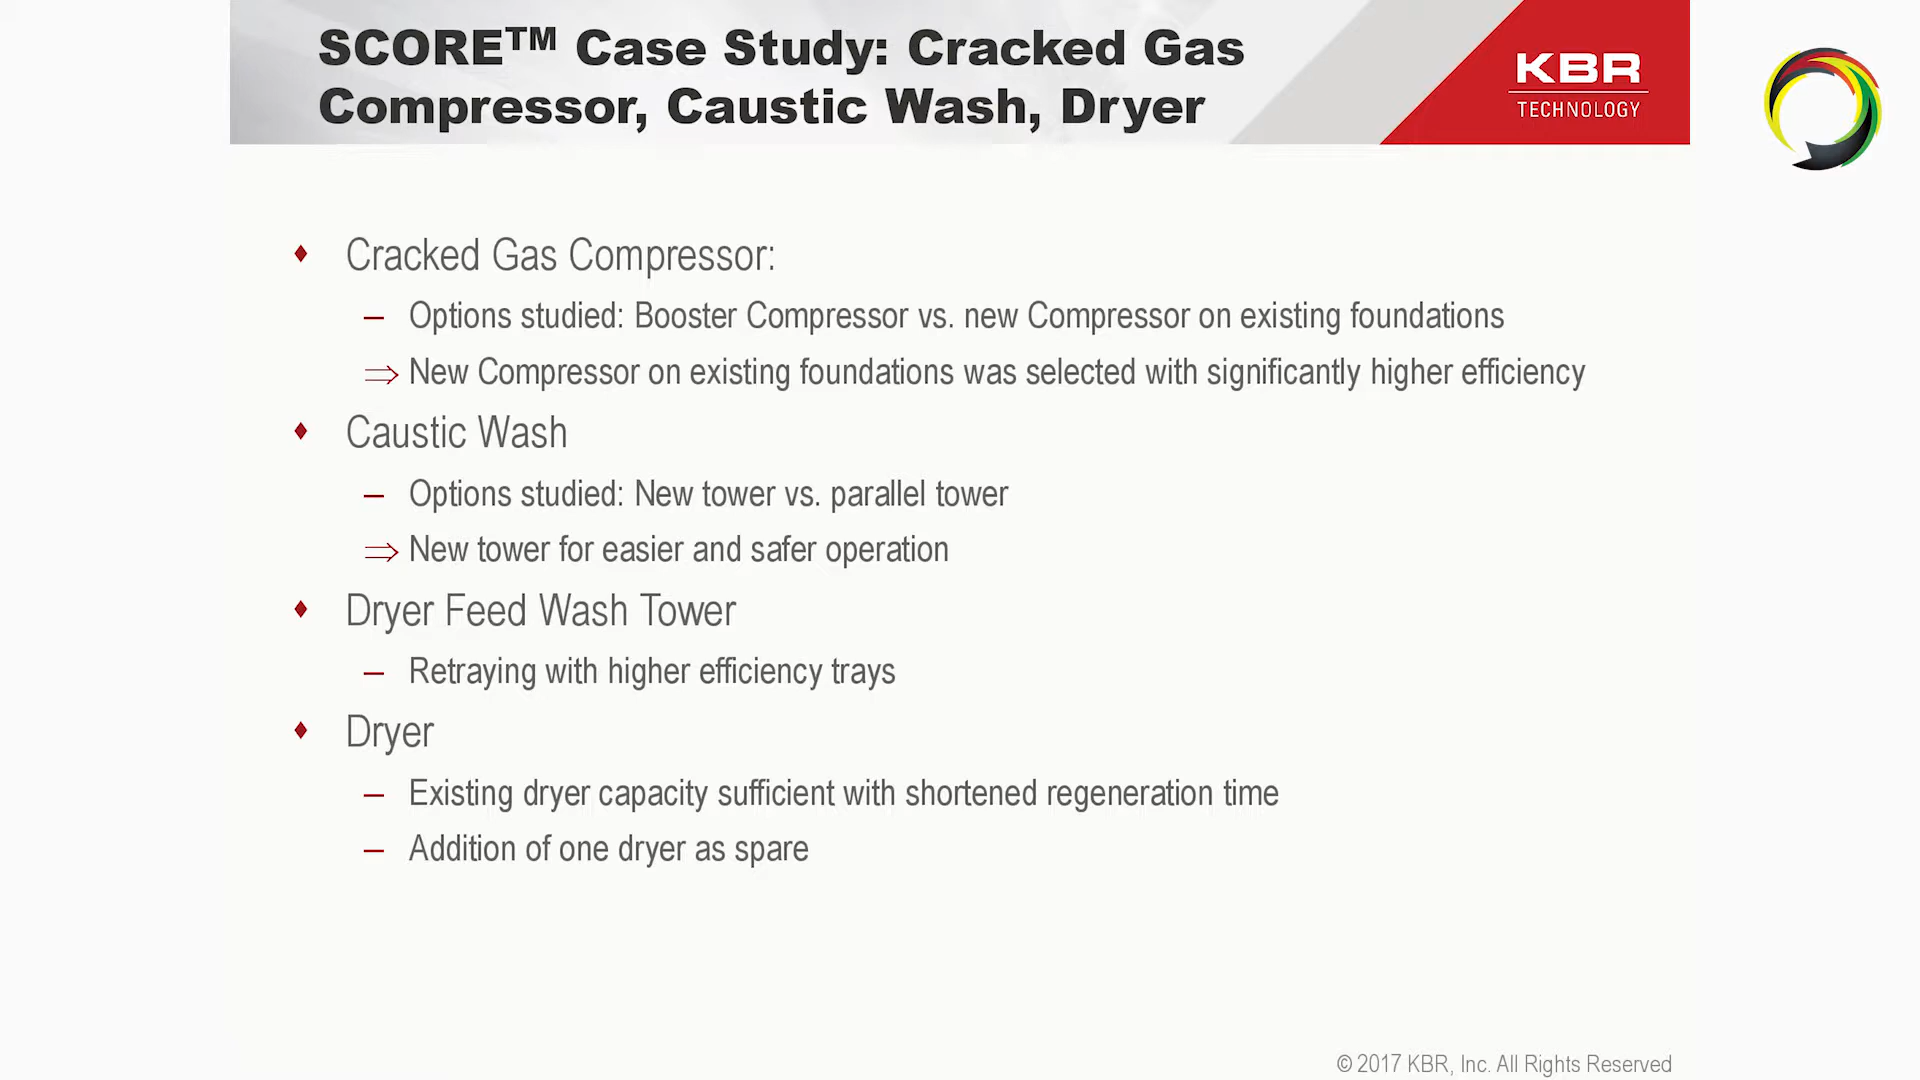 SCORE™ Case Study: Cracked Gas
Compressor, Caustic Wash, Dryer
KBR
TECHNOLOGY
♦ Cracked Gas Compressor:
– Options studied: Booster Compressor vs. new Compressor on existing foundations
⇒ New Compressor on existing foundations was selected with significantly higher efficiency
♦ Caustic Wash
– Options studied: New tower vs. parallel tower
⇒ New tower for easier and safer operation
♦ Dryer Feed Wash Tower
– Retraying with higher efficiency trays
♦ Dryer
– Existing dryer capacity sufficient with shortened regeneration time
– Addition of one dryer as spare
© 2017 KBR, Inc. All Rights Reserved